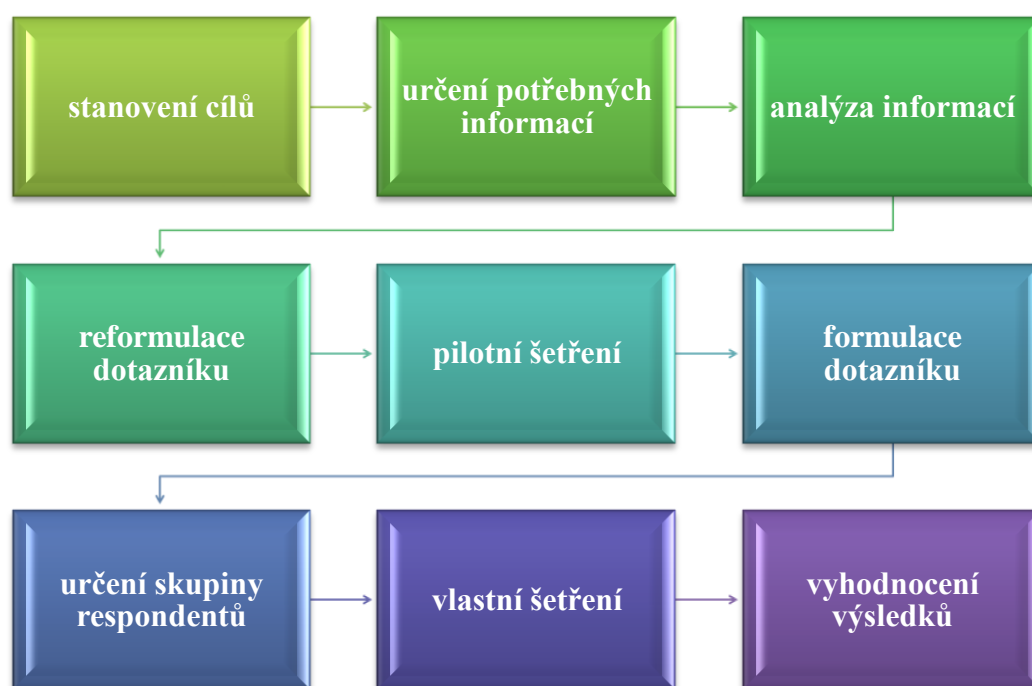 stanovení cílů
určení potřebných
informací
analýza informací
reformulace
dotazníku
pilotní šetření
formulace
dotazníku
určení skupiny
respondentů
vlastní šetření
vyhodnocení
výsledků